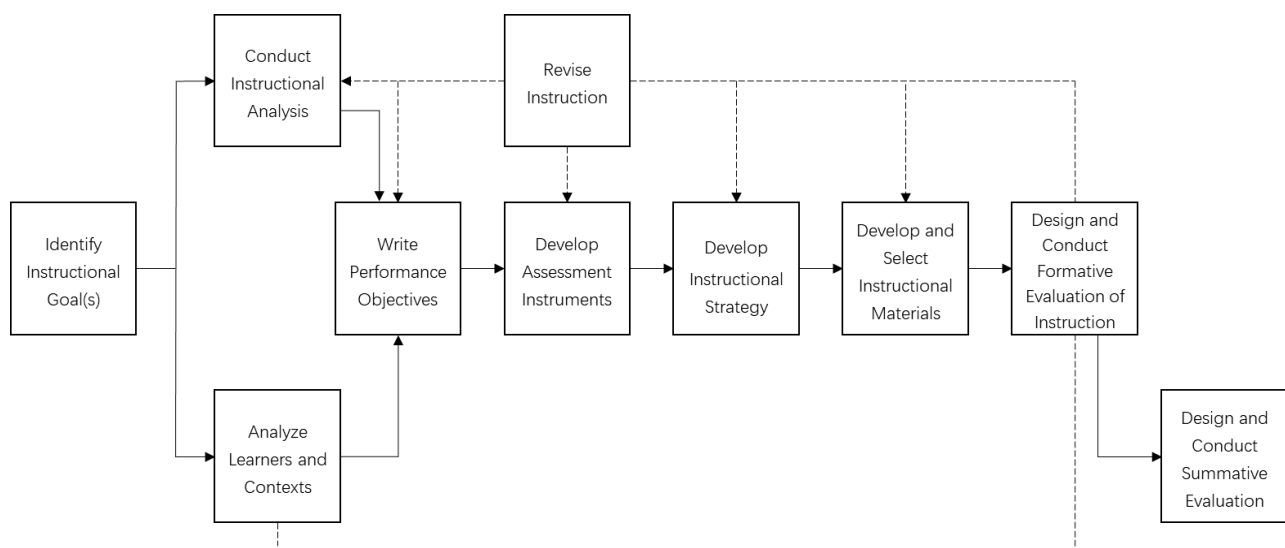 Conduct
Instructional
Analysis
Revise
Instruction
Identify
Instructional
Goal(s)
Write
Performance
Objectives
Develop
Assessment
Instruments
Develop
Instructional
Strategy
Develop and
Select
Instructional
Materials
Design and
Conduct
Formative
Evaluation of
Instruction
Analyze
Learners and
Contexts
Design and
Conduct
Summative
Evaluation